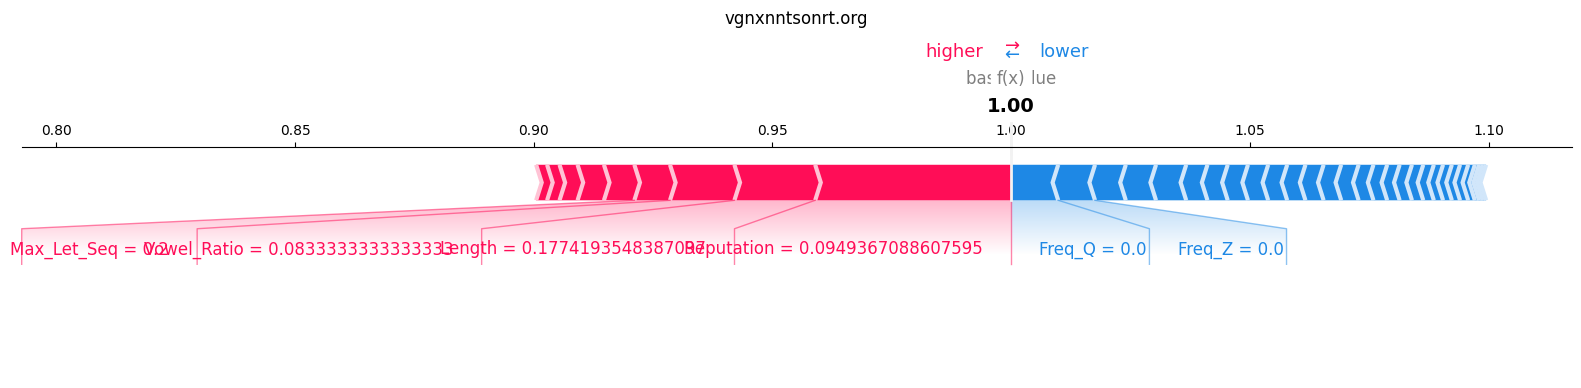 vgnxnntsonrt.org
higher ⇄ lower
f(x)
1.00
0.80 0.85 0.90 0.95 1.00 1.05 1.10
Max_Let_Seq = 0.2 Vowel_Ratio = 0.0833333333333333 Length = 0.1774193548387097 Reputation = 0.0949367088607595 Freq_Q = 0.0 Freq_Z = 0.0